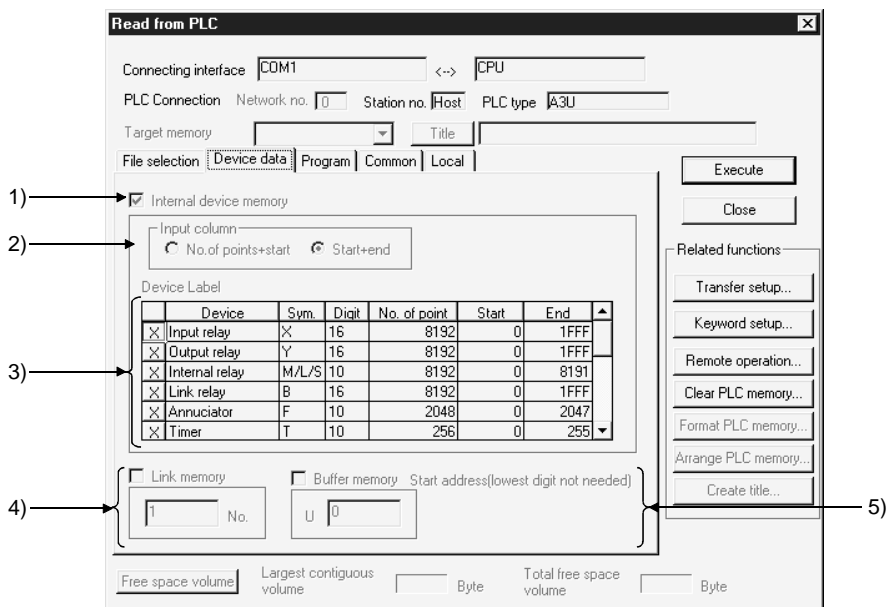 Read from PLC
Connecting interface COM1 <--> CPU
PLC Connection Network no. 0 Station no. Host PLC type A3U
Target memory Title
File selection Device data Program Common Local
Execute
Close
1)
Internal device memory
2)
Input column
No.of points+start Start+end
Related functions
Transfer setup...
Keyword setup...
Remote operation...
Clear PLC memory...
Format PLC memory...
Arrange PLC memory...
Create title...
Device Label
3)
Device Sym. Digit No. of point Start End
X Input relay X 16 8192 0 1FFF
X Output relay Y 16 8192 0 1FFF
X Internal relay M/L/S 10 8192 0 8191
X Link relay B 16 8192 0 1FFF
X Annuciator F 10 2048 0 2047
X Timer T 10 256 0 255
4)
Link memory
1 No.
Buffer memory Start address(lowest digit not needed)
U 0
5)
Free space volume Largest contiguous volume Byte Total free space volume Byte